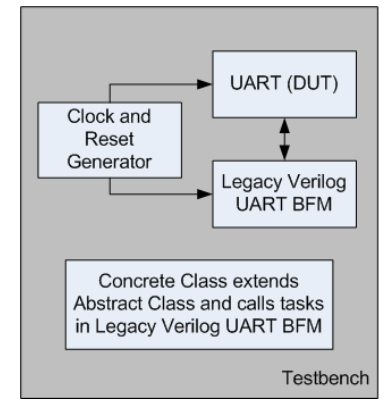 UART (DUT)
Clock and
Reset
Generator
Legacy Verilog
UART BFM
Concrete Class extends
Abstract Class and calls tasks
in Legacy Verilog UART BFM
Testbench